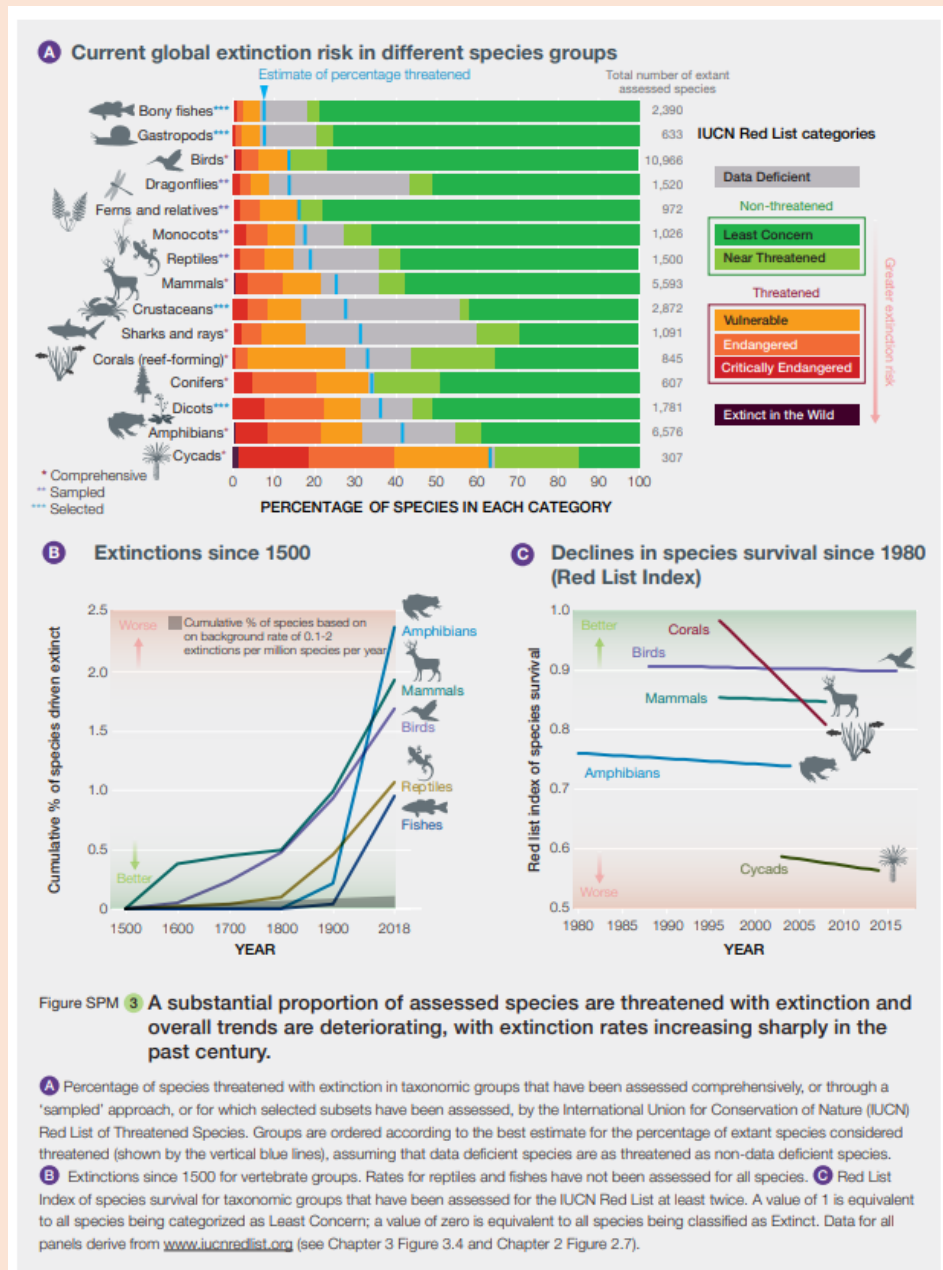 A Current global extinction risk in different species groups
Estimate of percentage threatened
Total number of extant
assessed species
Bony fishes*** 2,390
Gastropods*** 633
Birds* 10,966
Dragonflies** 1,520
Ferns and relatives** 972
Monocots** 1,026
Reptiles** 1,500
Mammals* 5,593
Crustaceans*** 2,872
Sharks and rays* 1,091
Corals (reef-forming)* 845
Conifers* 607
Dicots*** 1,781
Amphibians* 6,576
Cycads* 307
* Comprehensive
** Sampled
*** Selected
0 10 20 30 40 50 60 70 80 90 100
PERCENTAGE OF SPECIES IN EACH CATEGORY
IUCN Red List categories
Data Deficient
Non-threatened
Least Concern
Near Threatened
Threatened
Vulnerable
Endangered
Critically Endangered
Extinct in the Wild
Greater extinction risk
B Extinctions since 1500
Cumulative % of species driven extinct
2.5
2.0
1.5
1.0
0.5
0
Worse
Better
Cumulative % of species based on
on background rate of 0.1-2
extinctions per million species per year
Amphibians
Mammals
Birds
Reptiles
Fishes
1500 1600 1700 1800 1900 2018
YEAR
C Declines in species survival since 1980
(Red List Index)
Red list index of species survival
1.0
0.9
0.8
0.7
0.6
0.5
Better
Worse
Corals
Birds
Mammals
Amphibians
Cycads
1980 1985 1990 1995 2000 2005 2010 2015
YEAR
Figure SPM 3 A substantial proportion of assessed species are threatened with extinction and
overall trends are deteriorating, with extinction rates increasing sharply in the
past century.
A Percentage of species threatened with extinction in taxonomic groups that have been assessed comprehensively, or through a
'sampled' approach, or for which selected subsets have been assessed, by the International Union for Conservation of Nature (IUCN)
Red List of Threatened Species. Groups are ordered according to the best estimate for the percentage of extant species considered
threatened (shown by the vertical blue lines), assuming that data deficient species are as threatened as non-data deficient species.
B Extinctions since 1500 for vertebrate groups. Rates for reptiles and fishes have not been assessed for all species. C Red List
Index of species survival for taxonomic groups that have been assessed for the IUCN Red List at least twice. A value of 1 is equivalent
to all species being categorized as Least Concern; a value of zero is equivalent to all species being classified as Extinct. Data for all
panels derive from www.iucnredlist.org (see Chapter 3 Figure 3.4 and Chapter 2 Figure 2.7).